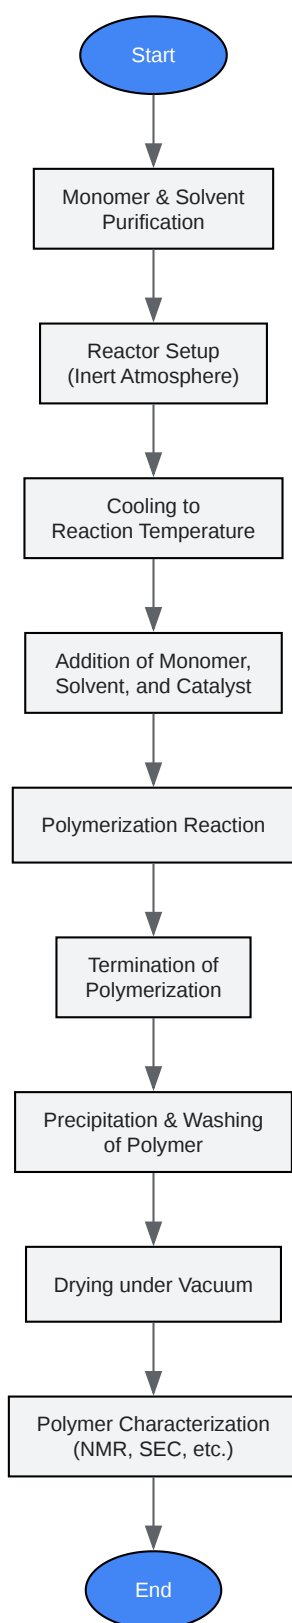 Start
Monomer & Solvent
Purification
Reactor Setup
(Inert Atmosphere)
Cooling to
Reaction Temperature
Addition of Monomer,
Solvent, and Catalyst
Polymerization Reaction
Termination of
Polymerization
Precipitation & Washing
of Polymer
Drying under Vacuum
Polymer Characterization
(NMR, SEC, etc.)
End